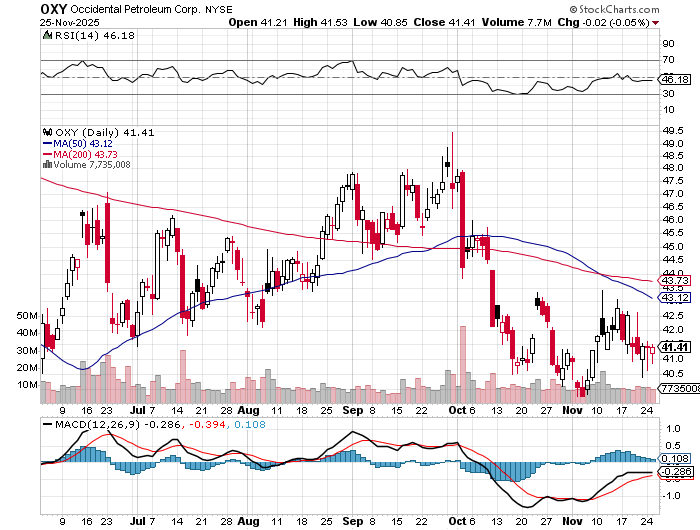 OXY Occidental Petroleum Corp. NYSE © StockCharts.com
25-Nov-2025 Open 41.21 High 41.53 Low 40.85 Close 41.41 Volume 7.7M Chg -0.02 (-0.05%)
RSI(14) 46.18
90
70
50
46.18
30
10
OXY (Daily) 41.41
MA(50) 43.12
MA(200) 43.73
Volume 7,735,008
49.5
49.0
48.5
48.0
47.5
47.0
46.5
46.0
45.5
45.0
44.5
44.0
43.73
43.5
43.12
42.5
42.0
41.41
41.0
40.5
7735008
50M
40M
30M
20M
10M
9 16 23 Jul 7 14 21 Aug 11 18 25 Sep 8 15 22 Oct 6 13 20 27 Nov 10 17 24
MACD(12,26,9) -0.286, -0.394, 0.108
1.0
0.5
0.108
-0.286
-1.0
9 16 23 Jul 7 14 21 Aug 11 18 25 Sep 8 15 22 Oct 6 13 20 27 Nov 10 17 24